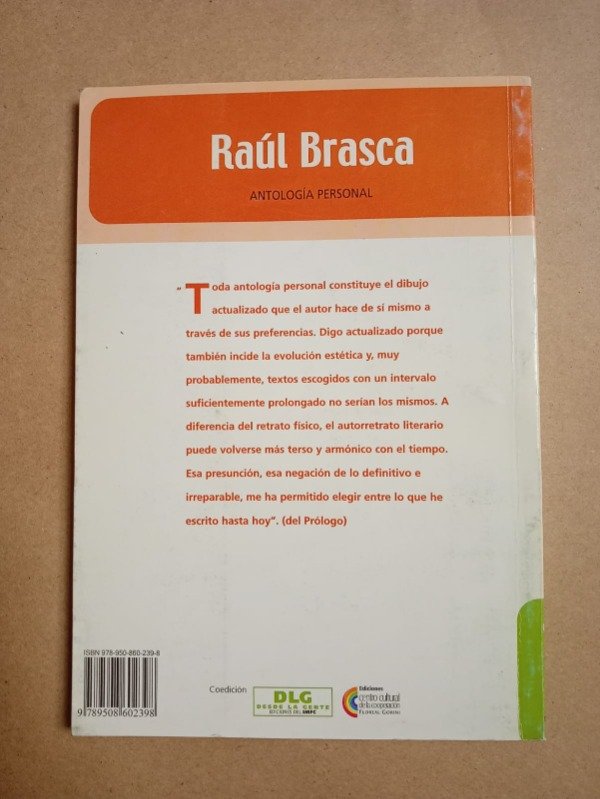 Raúl Brasca
ANTOLOGÍA PERSONAL
" Toda antología personal constituye el dibujo
actualizado que el autor hace de sí mismo a
través de sus preferencias. Digo actualizado porque
también incide la evolución estética y, muy
probablemente, textos escogidos con un intervalo
suficientemente prolongado no serían los mismos. A
diferencia del retrato físico, el autorretrato literario
puede volverse más terso y armónico con el tiempo.
Esa presunción, esa negación de lo definitivo e
irreparable, me ha permitido elegir entre lo que he
escrito hasta hoy". (del Prólogo)
ISBN 978-950-860-239-8
9 789508 602398
Coedición
DLG
DESDE LA GENTE
EDICIONES DEL IMFC
Ediciones
centro cultural
de la cooperación
FLOREAL GORINI